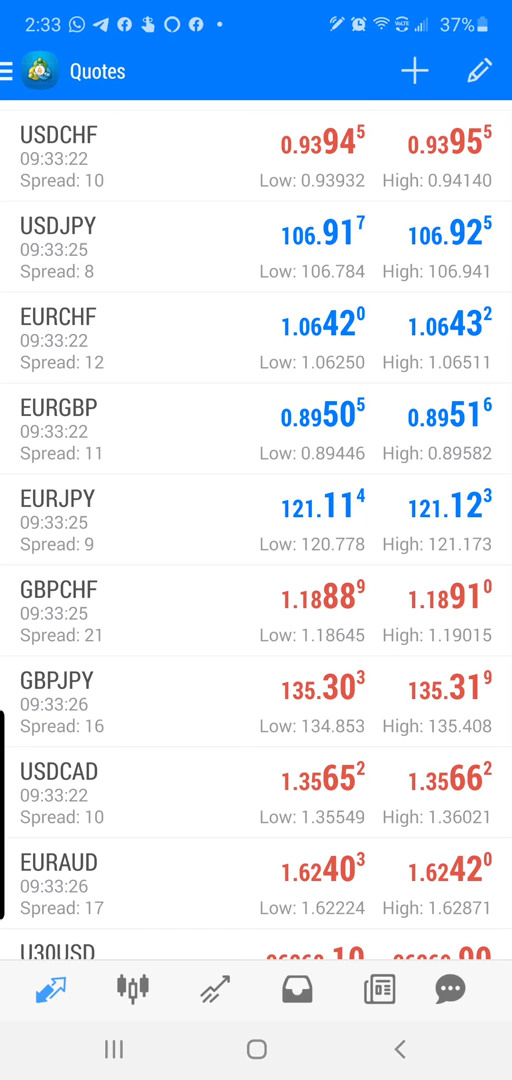 2:33 37%
Quotes
USDCHF
09:33:22 0.93945 0.93955
Spread: 10 Low: 0.93932 High: 0.94140
USDJPY
09:33:25 106.917 106.925
Spread: 8 Low: 106.784 High: 106.941
EURCHF
09:33:22 1.06420 1.06432
Spread: 12 Low: 1.06250 High: 1.06511
EURGBP
09:33:22 0.89505 0.89516
Spread: 11 Low: 0.89446 High: 0.89582
EURJPY
09:33:25 121.114 121.123
Spread: 9 Low: 120.778 High: 121.173
GBPCHF
09:33:25 1.18889 1.18910
Spread: 21 Low: 1.18645 High: 1.19015
GBPJPY
09:33:26 135.303 135.319
Spread: 16 Low: 134.853 High: 135.408
USDCAD
09:33:22 1.35652 1.35662
Spread: 10 Low: 1.35549 High: 1.36021
EURAUD
09:33:26 1.62403 1.62420
Spread: 17 Low: 1.62224 High: 1.62871
U30USD